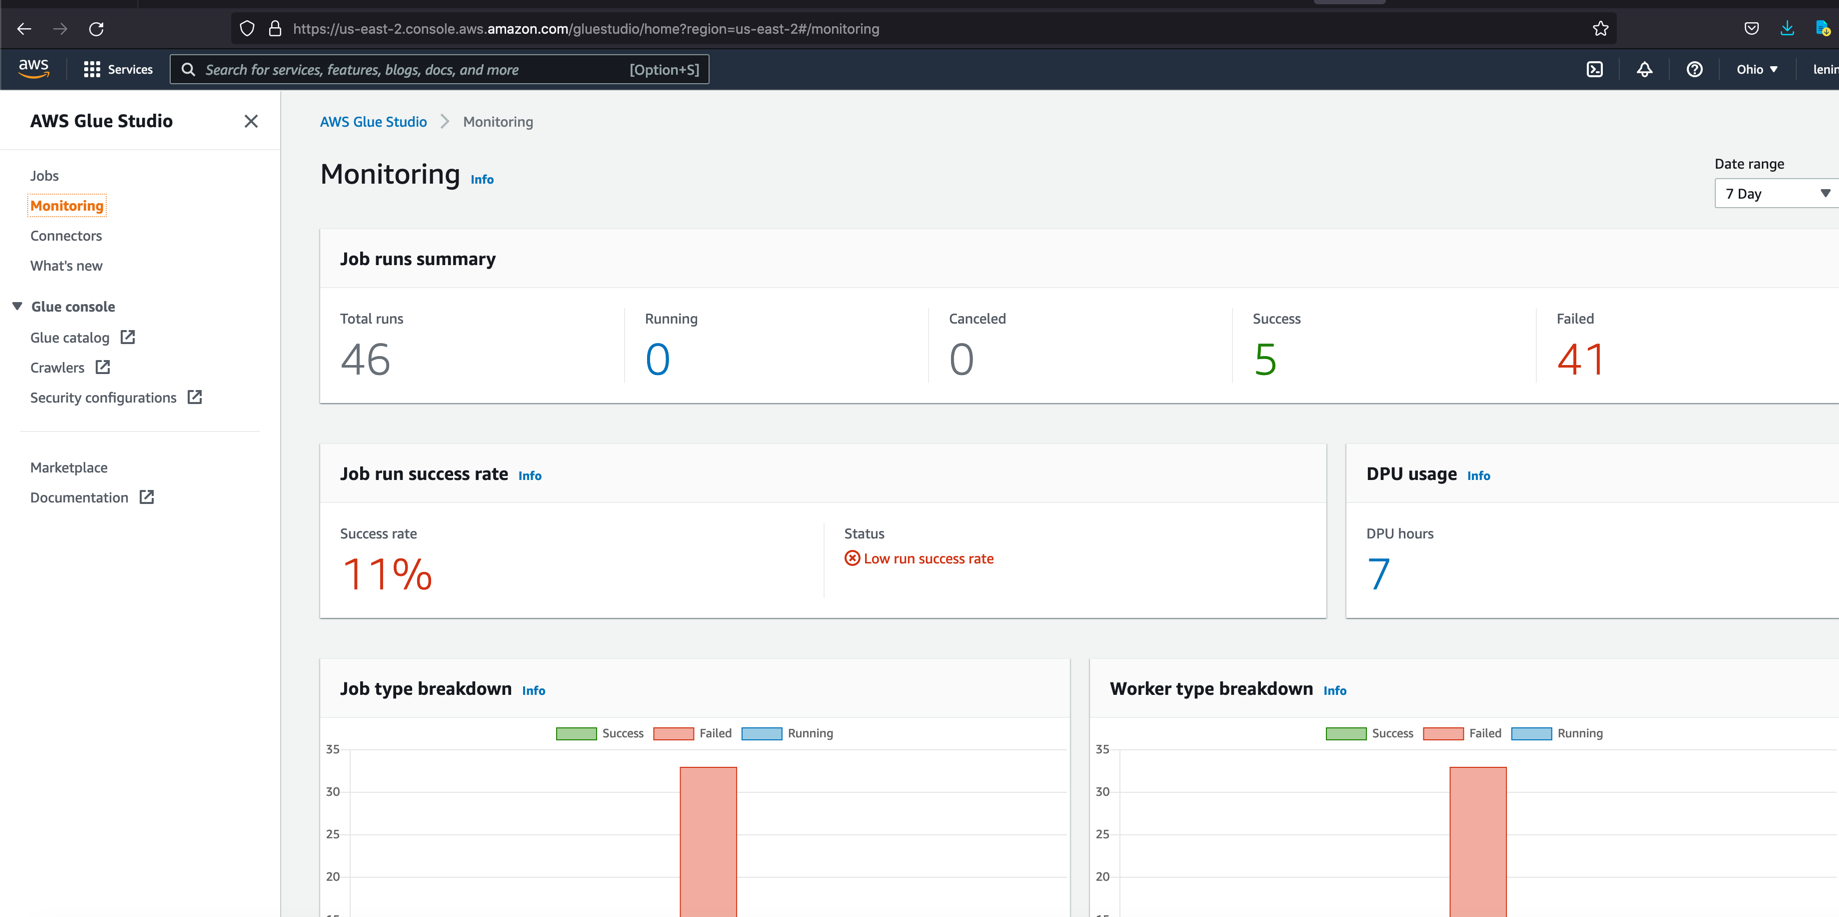 https://us-east-2.console.aws.amazon.com/gluestudio/home?region=us-east-2#/monitoring
aws
Services
Search for services, features, blogs, docs, and more
[Option+S]
Ohio
lenin
AWS Glue Studio
Jobs
Monitoring
Connectors
What's new
Glue console
Glue catalog
Crawlers
Security configurations
Marketplace
Documentation
AWS Glue Studio
Monitoring
Monitoring Info
Date range
7 Day
Job runs summary
Total runs
46
Running
0
Canceled
0
Success
5
Failed
41
Job run success rate Info
Success rate
11%
Status
Low run success rate
DPU usage Info
DPU hours
7
Job type breakdown Info
Success Failed Running
35
30
25
20
Worker type breakdown Info
Success Failed Running
35
30
25
20